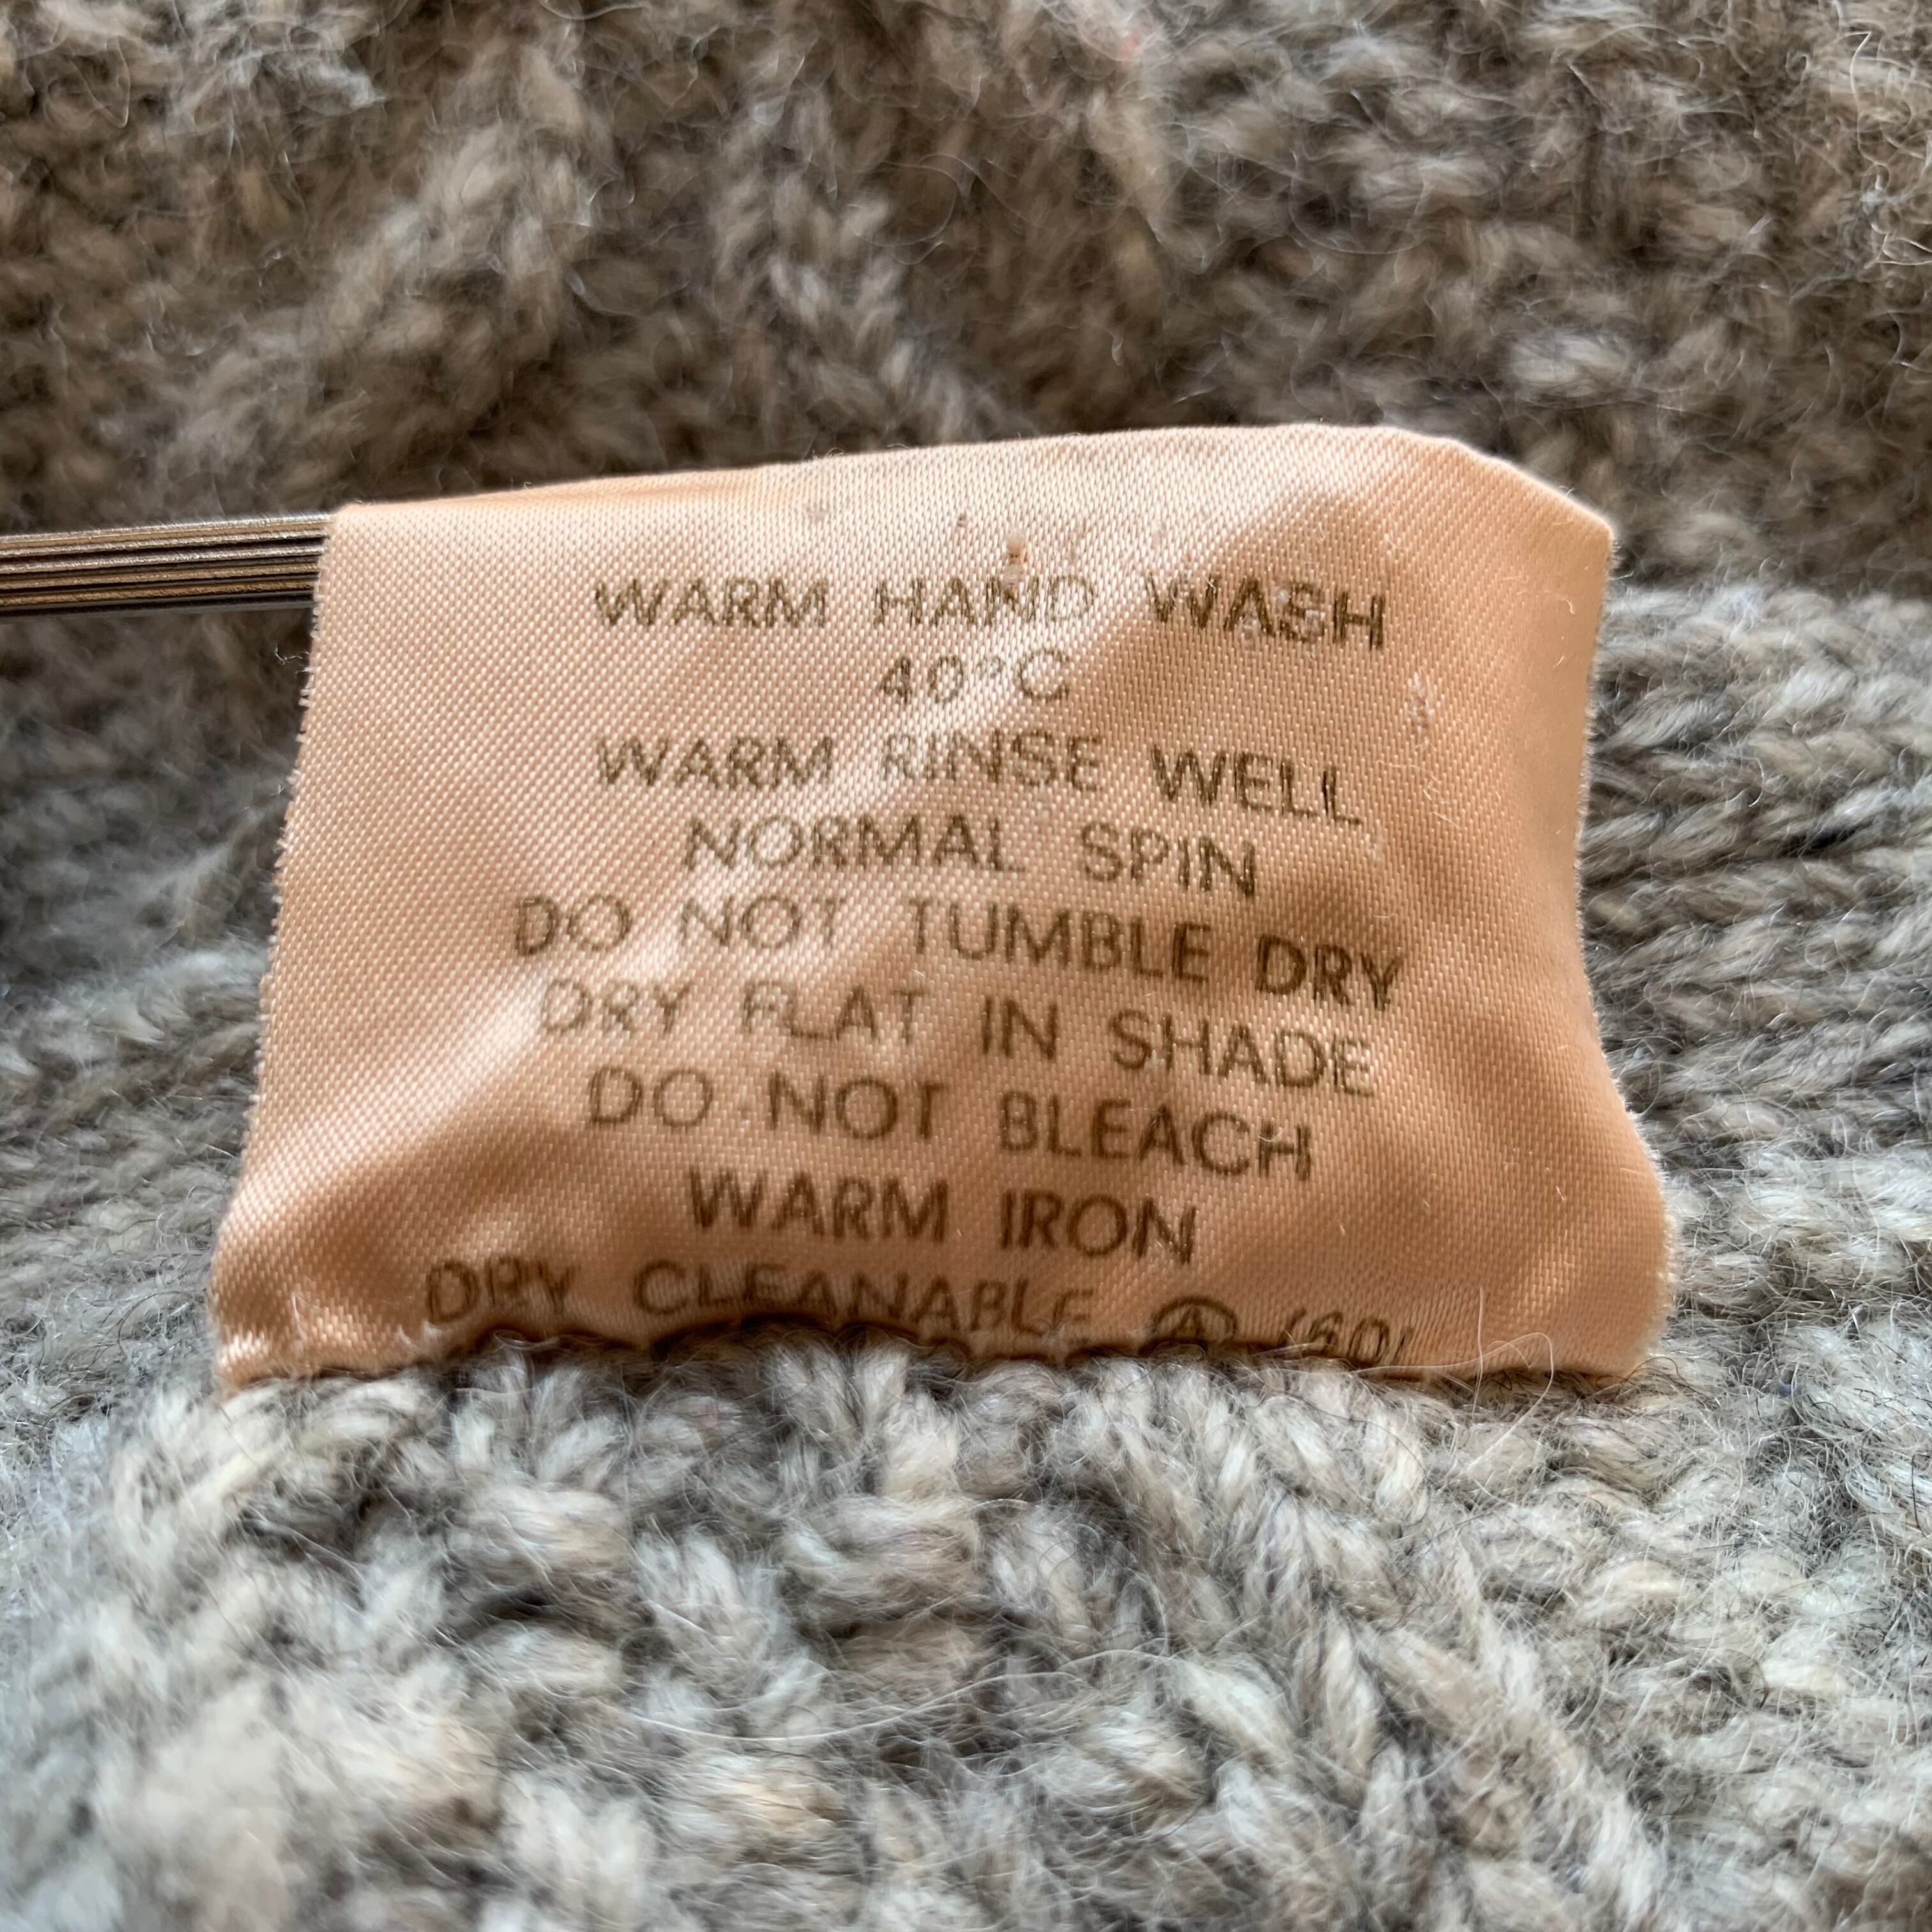 WARM HAND WASH
40°C
WARM RINSE WELL
NORMAL SPIN
DO NOT TUMBLE DRY
DRY FLAT IN SHADE
DO NOT BLEACH
WARM IRON
DRY CLEANABLE Ⓐ (60)